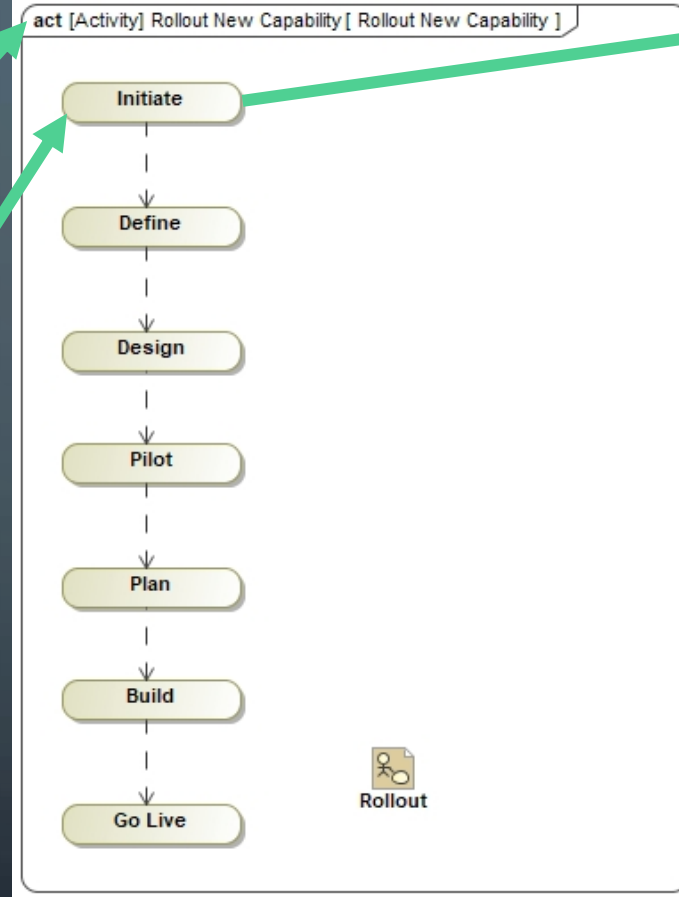 act [Activity] Rollout New Capability [ Rollout New Capability ]
Initiate
Define
Design
Pilot
Plan
Build
Rollout
Go Live